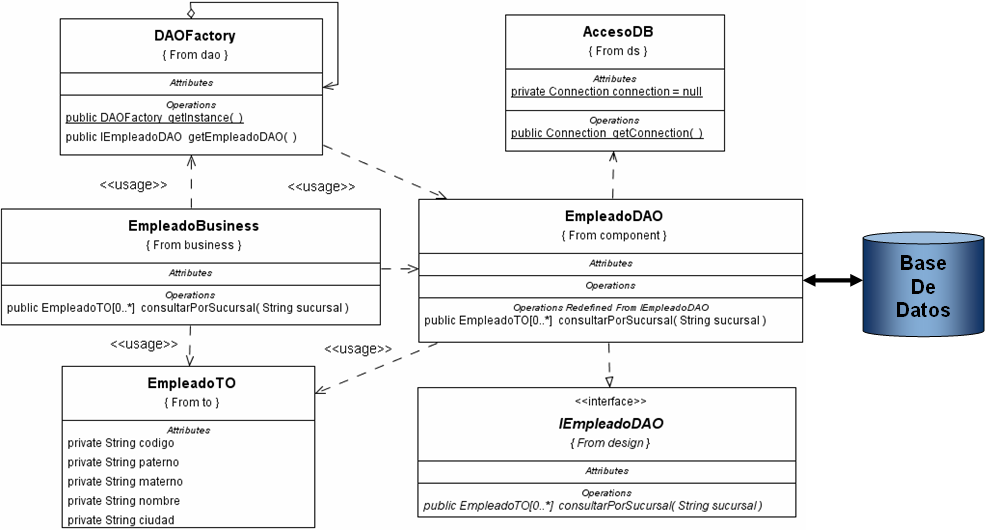 DAOFactory
{ From dao }
Attributes
Operations
public DAOFactory getInstance( )
public IEmpleadoDAO getEmpleadoDAO( )
AccesoDB
{ From ds }
Attributes
private Connection connection = null
Operations
public Connection getConnection( )
<<usage>>
<<usage>>
EmpleadoBusiness
{ From business }
Attributes
Operations
public EmpleadoTO[0..*] consultarPorSucursal( String sucursal )
EmpleadoDAO
{ From component }
Attributes
Operations
Operations Redefined From IEmpleadoDAO
public EmpleadoTO[0..*] consultarPorSucursal( String sucursal )
Base
De
Datos
<<usage>>
<<usage>>
EmpleadoTO
{ From to }
Attributes
private String codigo
private String paterno
private String materno
private String nombre
private String ciudad
<<interface>>
IEmpleadoDAO
{ From design }
Attributes
Operations
public EmpleadoTO[0..*] consultarPorSucursal( String sucursal )